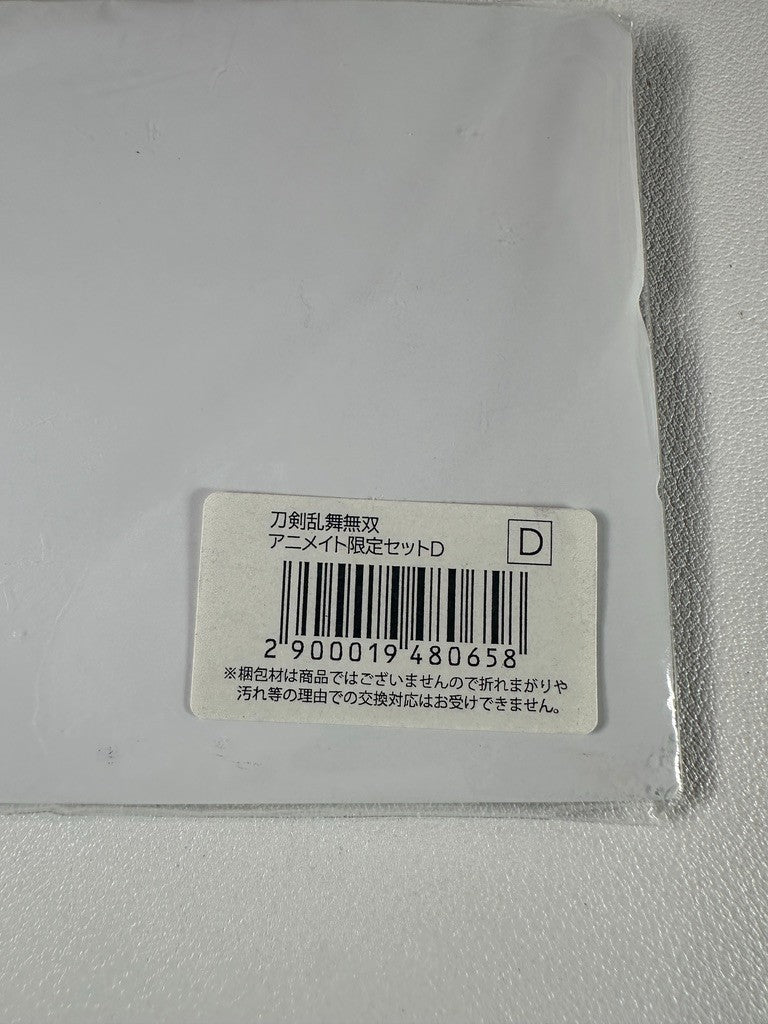 刀剣乱舞無双
アニメイト限定セットD
D
2 900019 480658
※梱包材は商品ではございませんので折れまがりや
汚れ等の理由での交換対応はお受けできません。